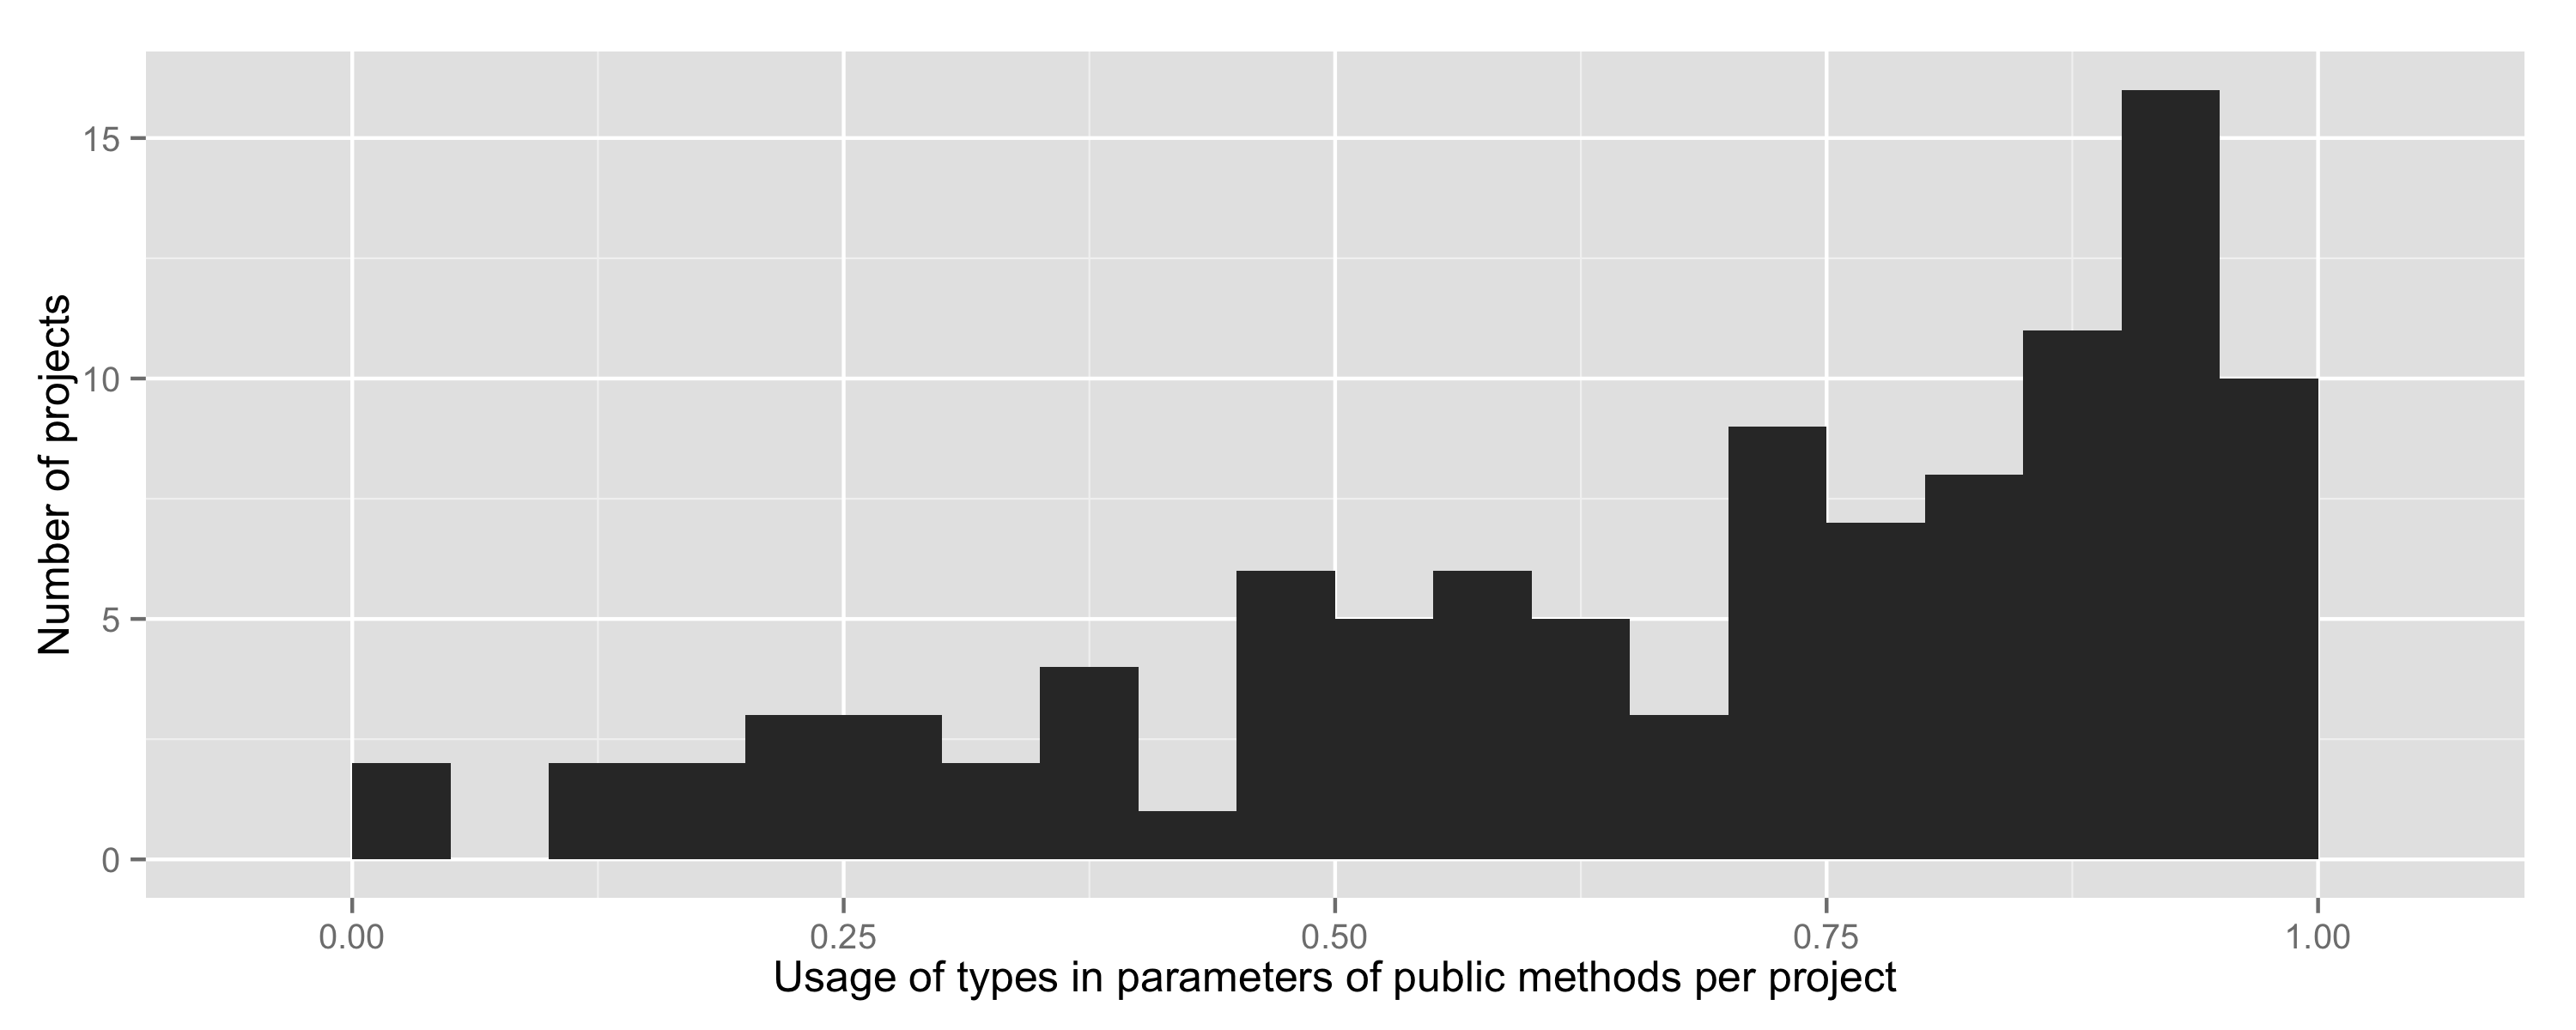 Number of projects
15
10
5
0
0.00 0.25 0.50 0.75 1.00
Usage of types in parameters of public methods per project